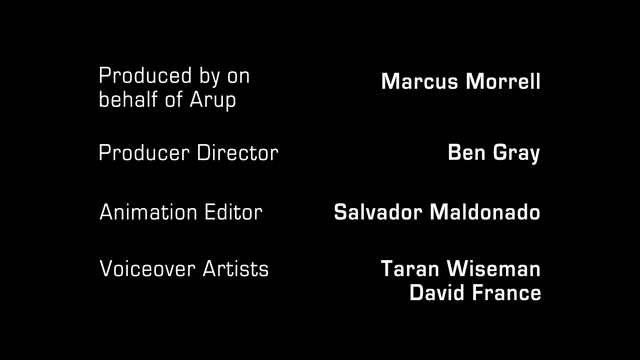 Produced by on
behalf of Arup
Marcus Morrell
Producer Director
Ben Gray
Animation Editor
Salvador Maldonado
Voiceover Artists
Taran Wiseman
David France